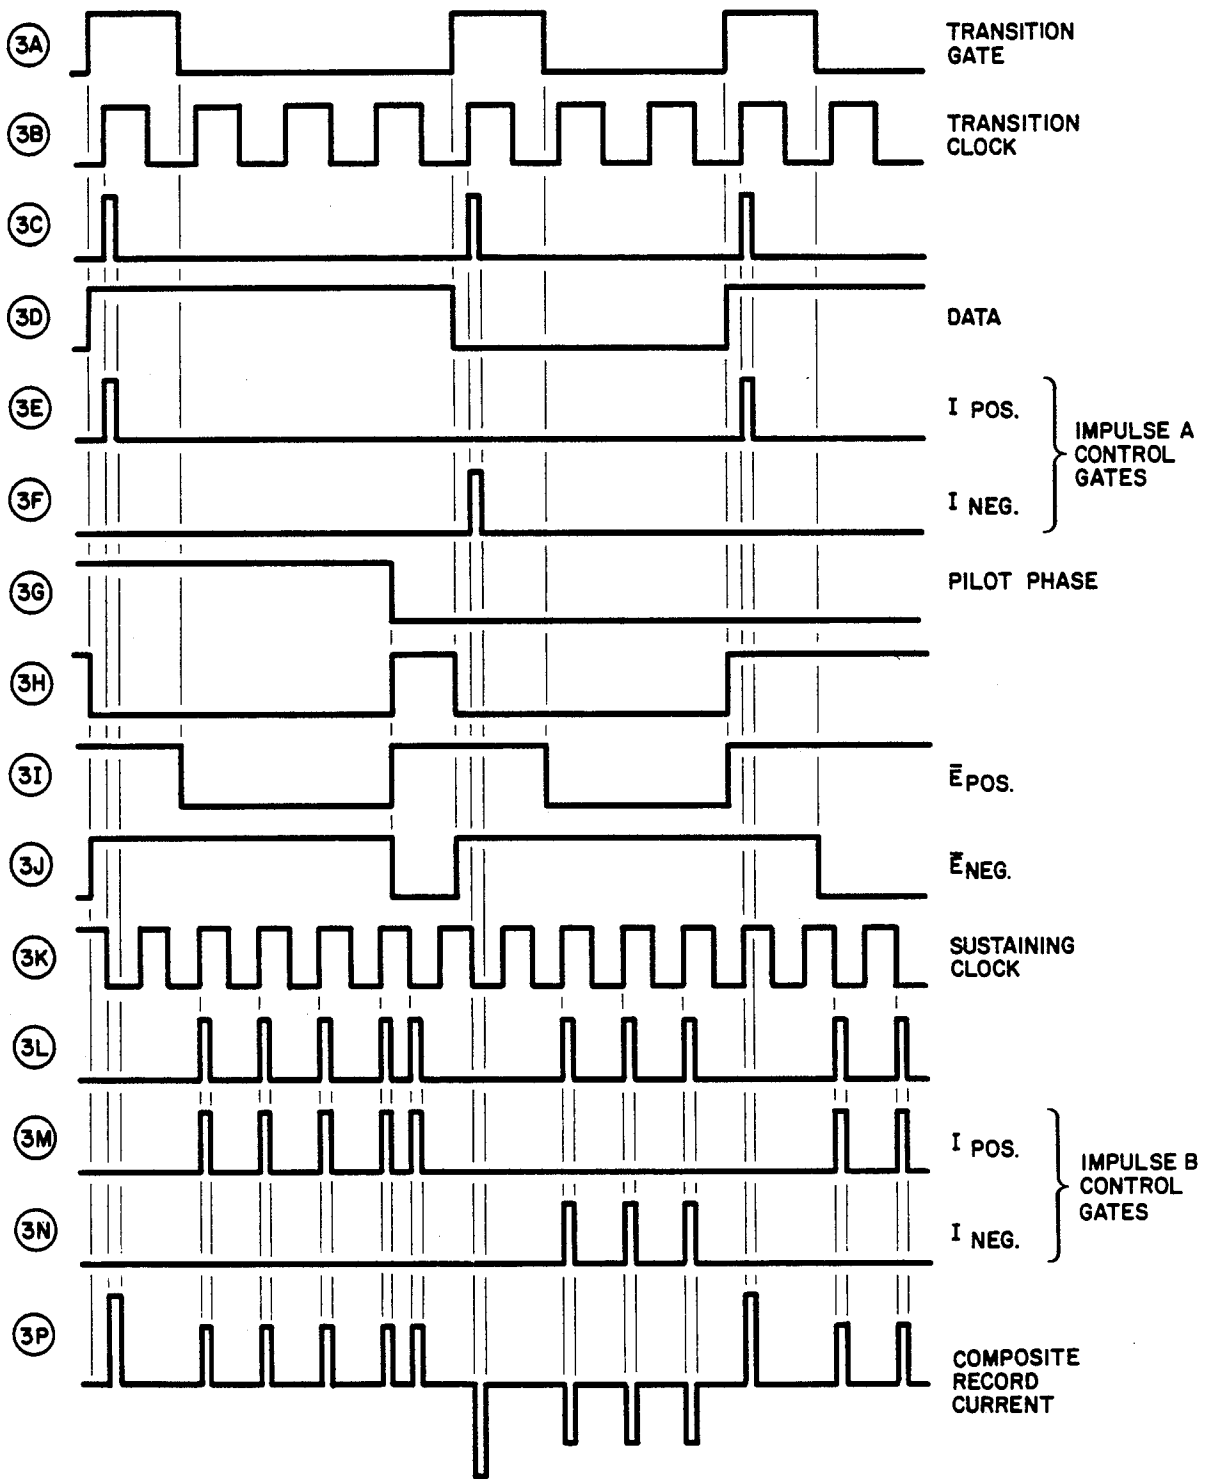 3A
TRANSITION
GATE
3B
TRANSITION
CLOCK
3C
3D
DATA
3E
I POS.
3F
I NEG.
IMPULSE A
CONTROL
GATES
3G
PILOT PHASE
3H
3I
Ē POS.
3J
Ē NEG.
3K
SUSTAINING
CLOCK
3L
3M
I POS.
3N
I NEG.
IMPULSE B
CONTROL
GATES
3P
COMPOSITE
RECORD
CURRENT